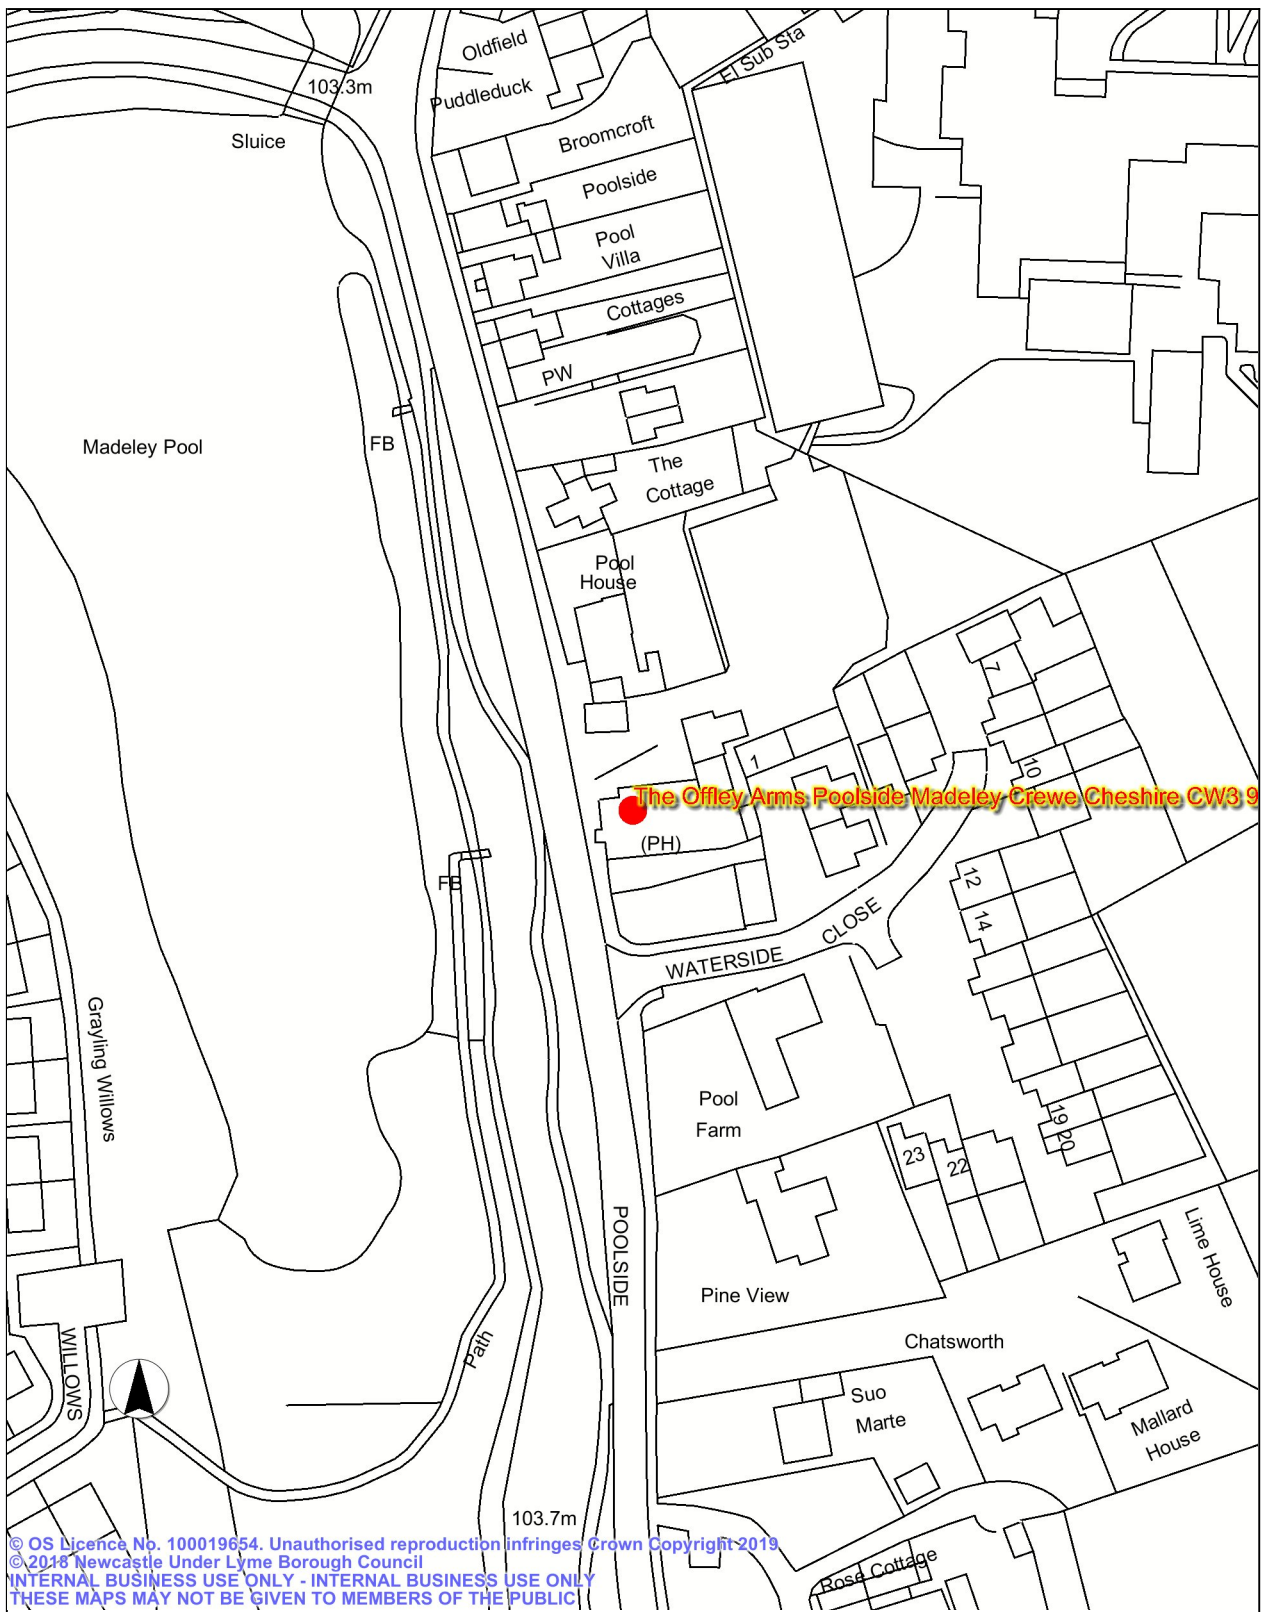 Oldfield
El Sub Sta
103.3m
Puddleduck
Sluice
Broomcroft
Poolside
Pool
Villa
Cottages
PW
Madeley Pool
FB
The
Cottage
Pool
House
7
1
10
The Offley Arms Poolside Madeley Crewe Cheshire CW3 9
(PH)
FB
12
14
CLOSE
WATERSIDE
Grayling Willows
Pool
Farm
19
20
23
22
POOLSIDE
Lime House
Pine View
Path
Chatsworth
WILLOWS
Suo
Marte
Mallard
House
103.7m
© OS Licence No. 100019654. Unauthorised reproduction infringes Crown Copyright 2019
© 2018 Newcastle Under Lyme Borough Council
Rose Cottage
INTERNAL BUSINESS USE ONLY - INTERNAL BUSINESS USE ONLY
THESE MAPS MAY NOT BE GIVEN TO MEMBERS OF THE PUBLIC